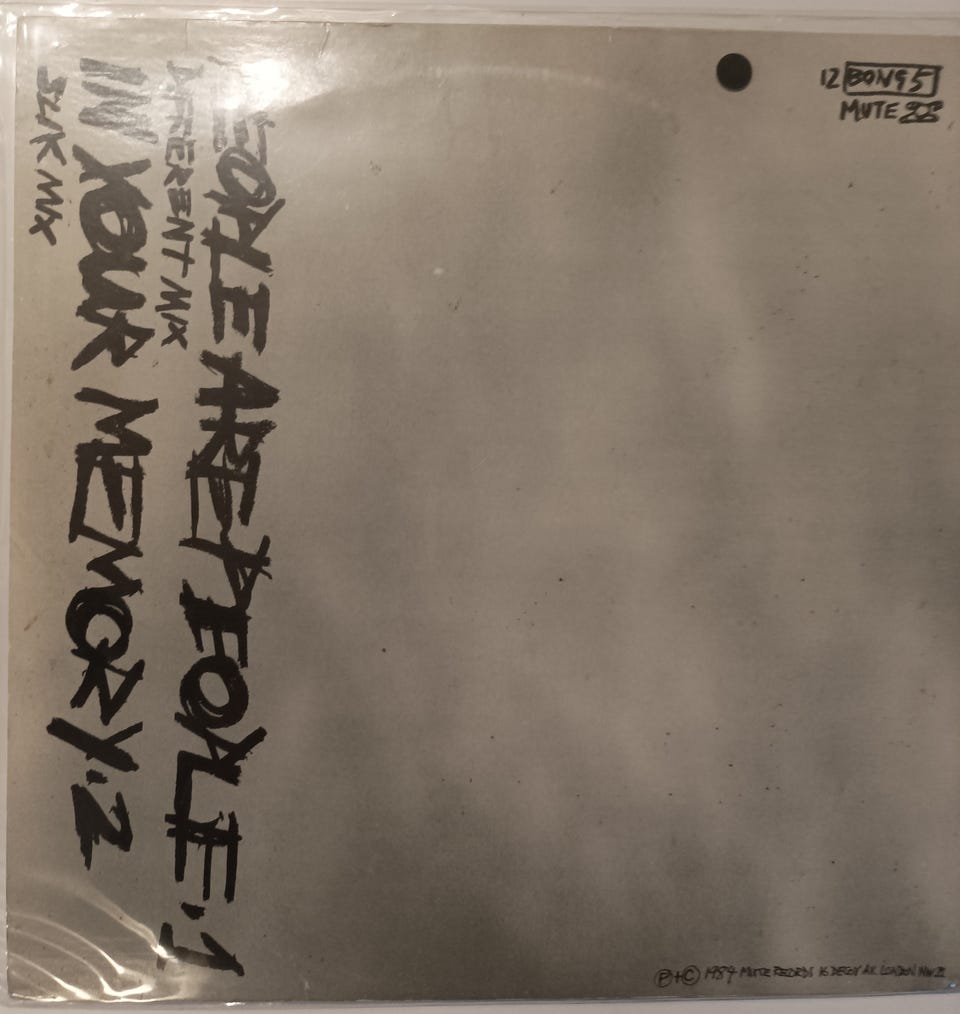 12 BONG 5
MUTE
PEOPLE ARE PEOPLE.1
DIFFERENT MIX
IN YOUR MEMORY.2
SLIK MIX
℗+© 1984 MUTE RECORDS 16 DECOY AV. LONDON NW11